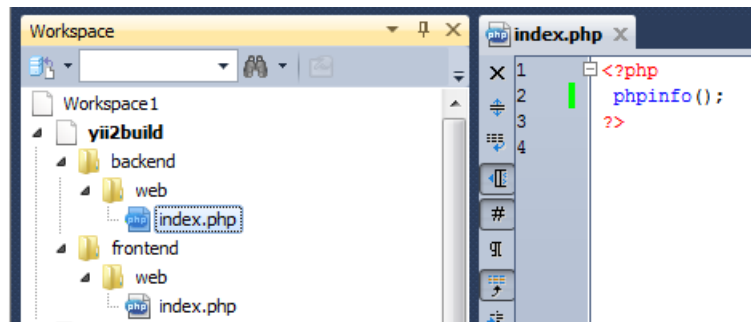 Workspace
Workspace1
yii2build
backend
web
index.php
frontend
web
index.php
php index.php
1 <?php
2 phpinfo();
3 ?>
4
#